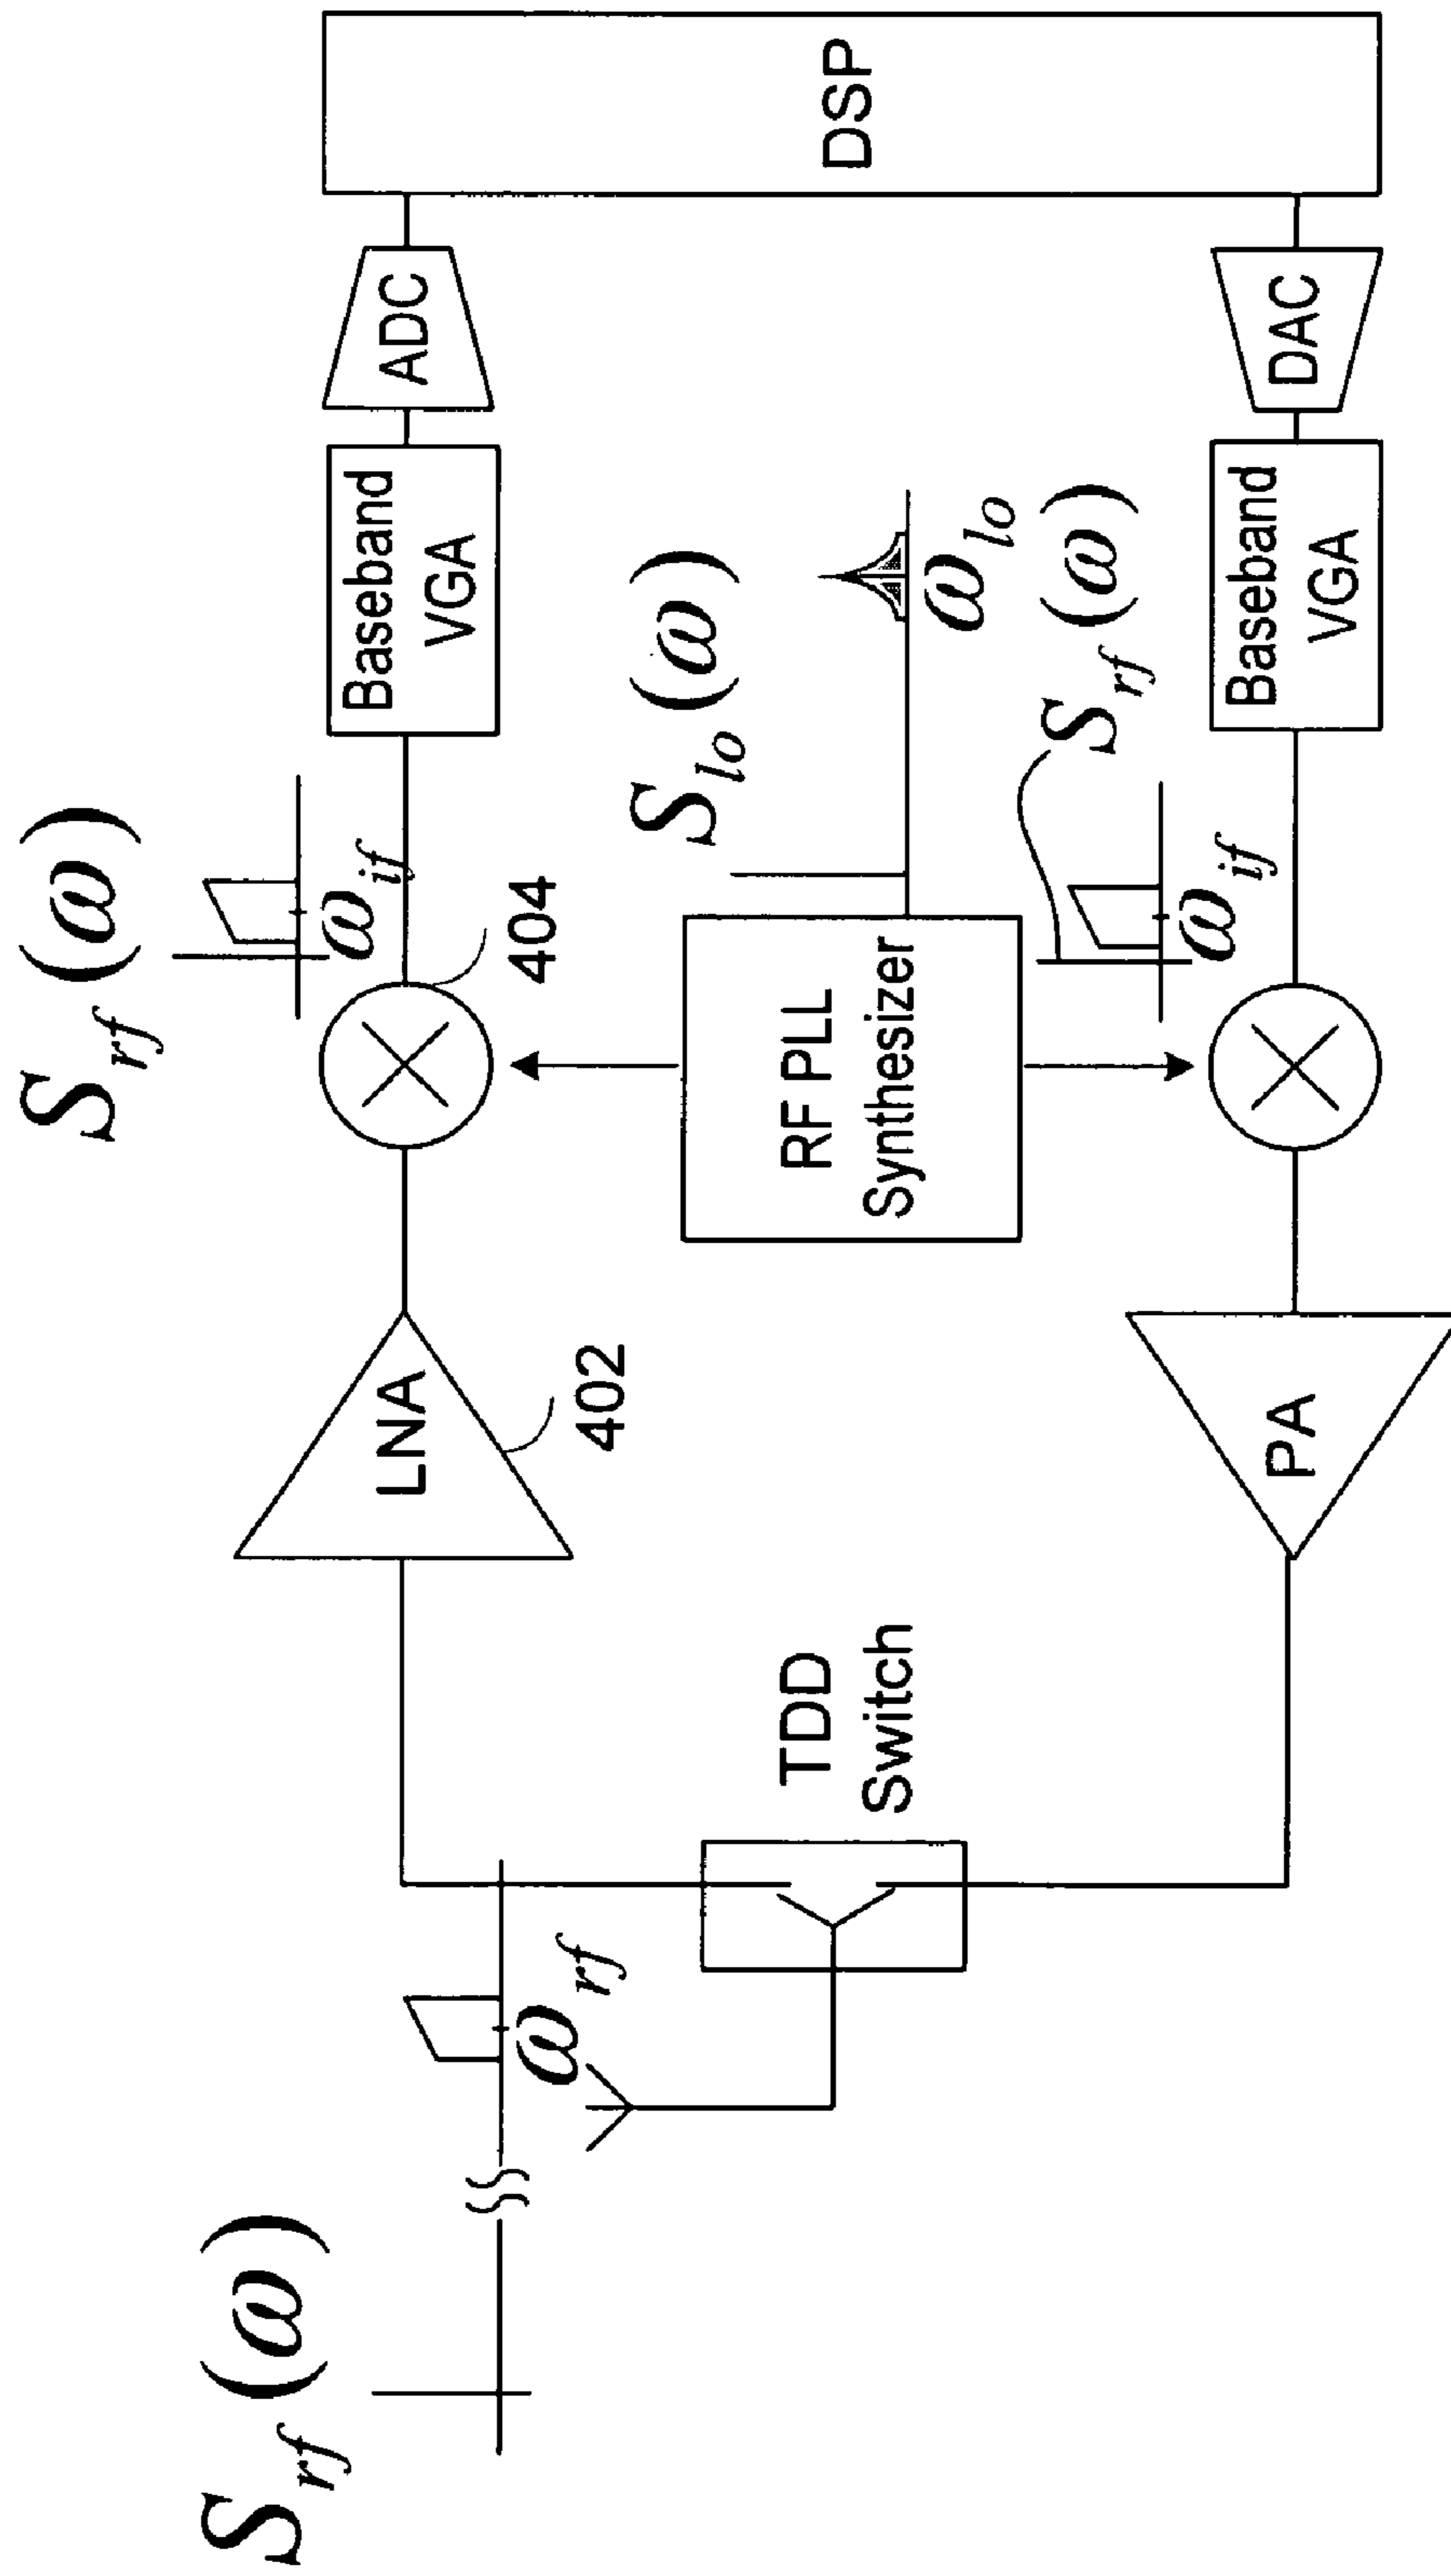 S_rf (ω)
ω_rf
TDD
Switch
LNA
402
404
S_rf (ω)
ω_if
Baseband
VGA
ADC
DSP
RF PLL
Synthesizer
S_lo (ω)
ω_lo
S_rf (ω)
ω_if
PA
Baseband
VGA
DAC